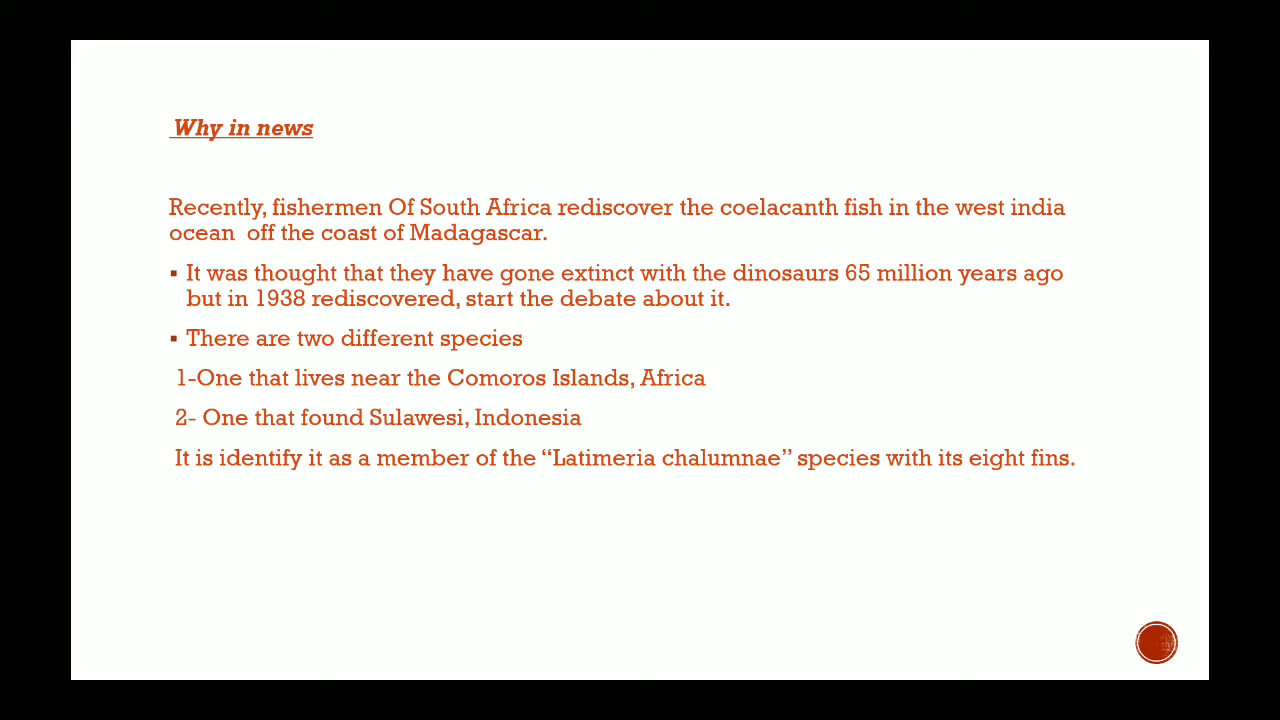 Why in news
Recently, fishermen Of South Africa rediscover the coelacanth fish in the west india
ocean  off the coast of Madagascar.
▪ It was thought that they have gone extinct with the dinosaurs 65 million years ago
but in 1938 rediscovered, start the debate about it.
▪ There are two different species
1-One that lives near the Comoros Islands, Africa
2- One that found Sulawesi, Indonesia
It is identify it as a member of the “Latimeria chalumnae” species with its eight fins.